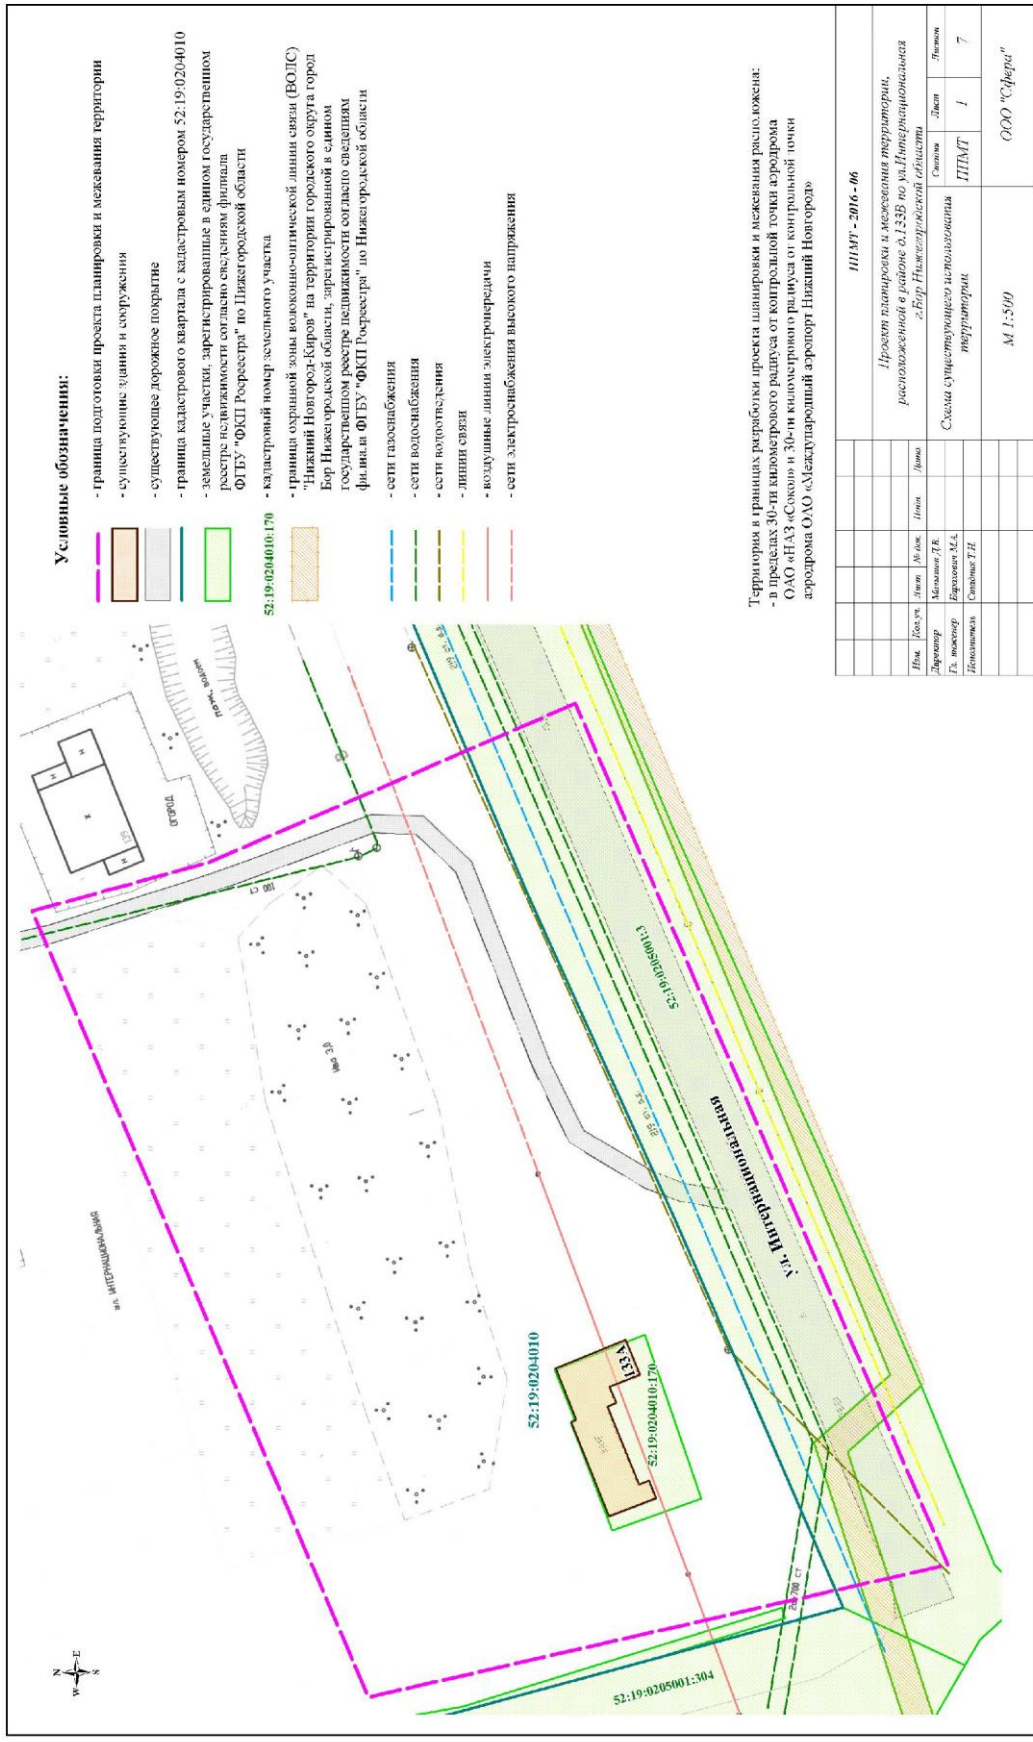 Условные обозначения:
- граница подготовки проекта планировки и межевания территории
- существующие здания и сооружения
- существующее дорожное покрытие
- граница кадастрового квартала с кадастровым номером 52:19:0204010
- земельные участки, зарегистрированные в едином государственном
реестре недвижимости согласно сведениям филиала
ФГБУ "ФКП Росреестра" по Нижегородской области
52:19:0204010:170
- кадастровый номер земельного участка
- граница охранной зоны волоконно-оптической линии связи (ВОЛС)
"Нижний Новгород-Киров" на территории городского округа город
Бор Нижегородской области, зарегистрированной в едином
государственном реестре недвижимости согласно сведениям
филиала ФГБУ "ФКП Росреестра" по Нижегородской области
- сети газоснабжения
- сети водоснабжения
- сети водоотведения
- линии связи
- воздушные линии электропередачи
- сети электроснабжения высокого напряжения
Территория в границах разработки проекта планировки и межевания расположена:
- в пределах 30-ти километрового радиуса от контрольной точки аэродрома
ОАО «НАЗ «Сокол» и 30-ти километрового радиуса от контрольной точки
аэродрома ОАО «Международный аэропорт Нижний Новгород»
ППМТ - 2016 - 06
Проект планировки и межевания территории,
расположенной в районе д.133В по ул.Интернациональная
г.Бор Нижегородской области
Изм.
Кол.уч.
Лист
№ док.
Подп.
Дата
Директор
Гл. инженер
Исполнитель
Схема существующего использования
территории
Стадия
Лист
Листов
ППМТ
1
7
М 1:500
ООО "Сфера"
N
W
E
S
ул. ИНТЕРНАЦИОНАЛЬНАЯ
ОГОРОД
139
Ж
Н
Н
Н
180 СТ
Ива 3,0
52:19:0204010
133А
52:19:0204010:170
52:19:0205001:3
ул. Интернациональная
52:19:0205001:304